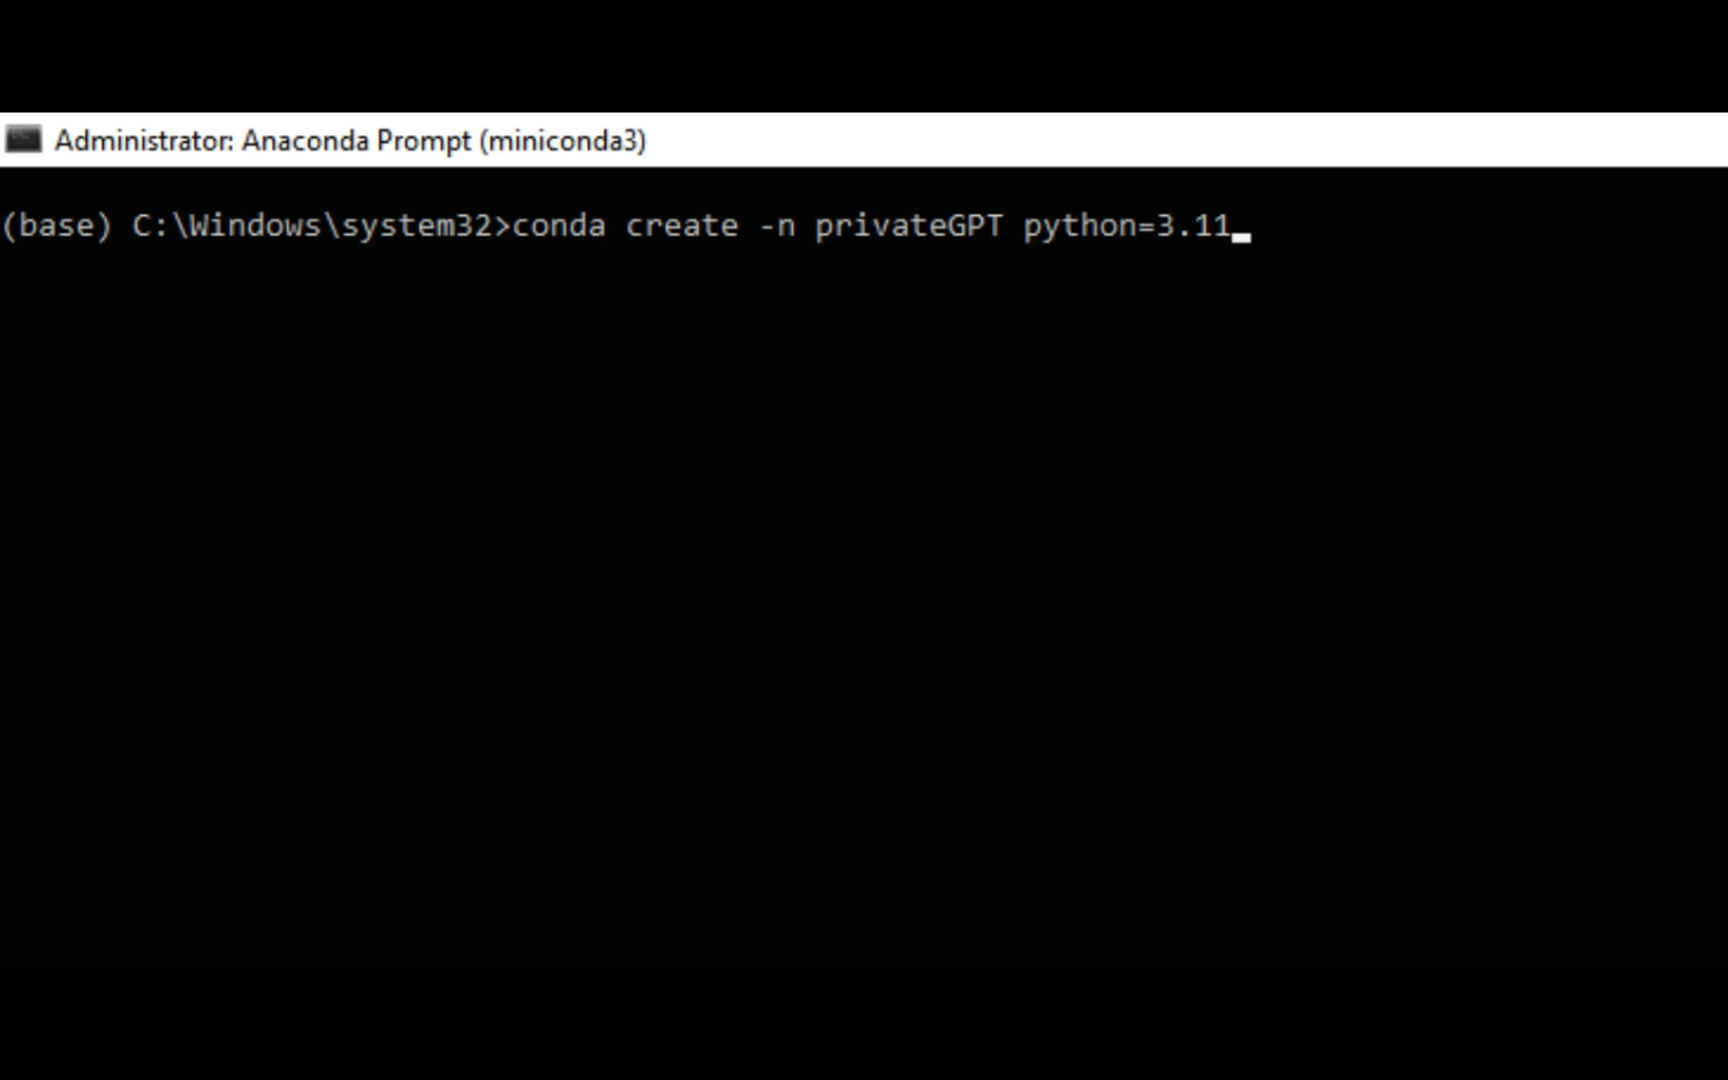 Administrator: Anaconda Prompt (miniconda3)
(base) C:\Windows\system32>conda create -n privateGPT python=3.11